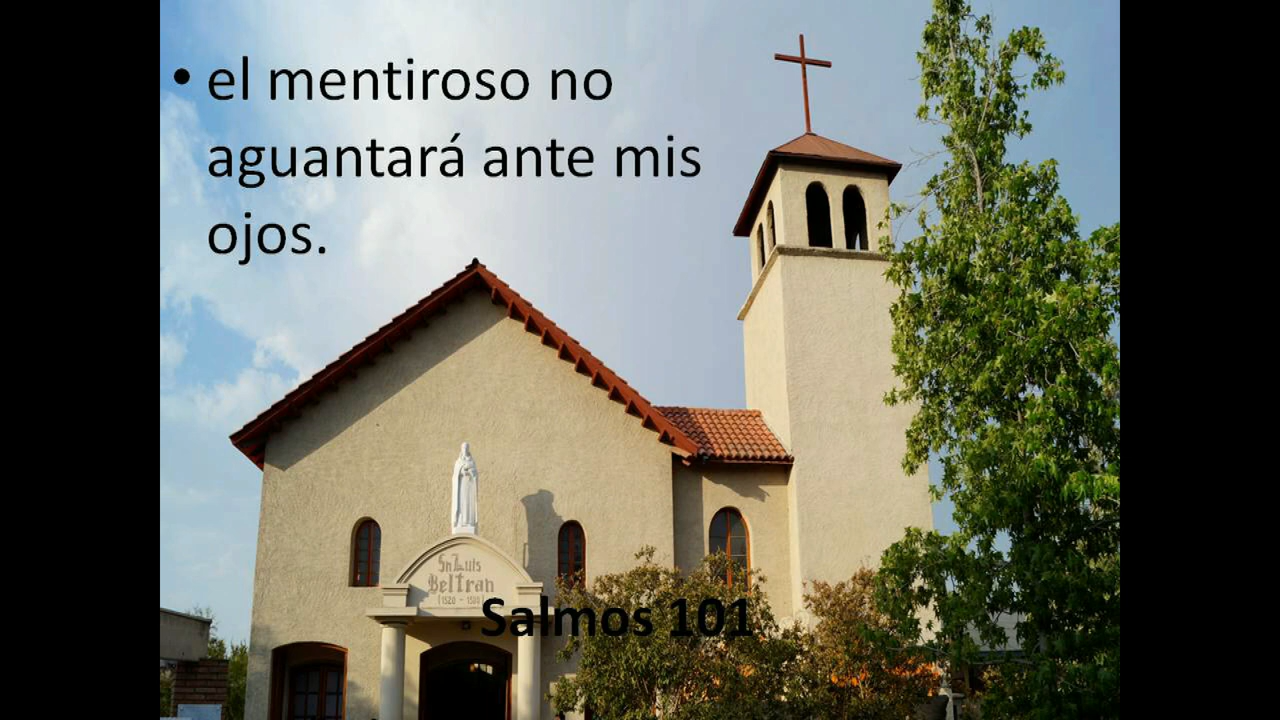 • el mentiroso no
aguantará ante mis
ojos.
Sn Luis
Beltran
Salmos 101